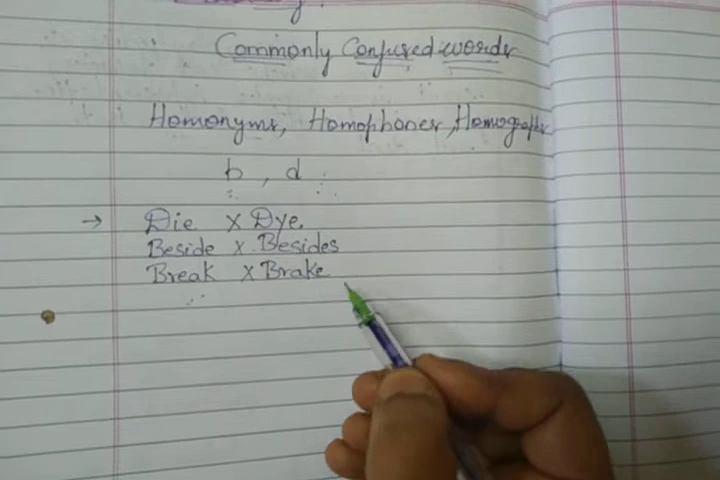 Commonly Confused words
Homonyms, Homophones, Homographs
b, d
→ Die X Dye.
Beside X Besides
Break X Brake